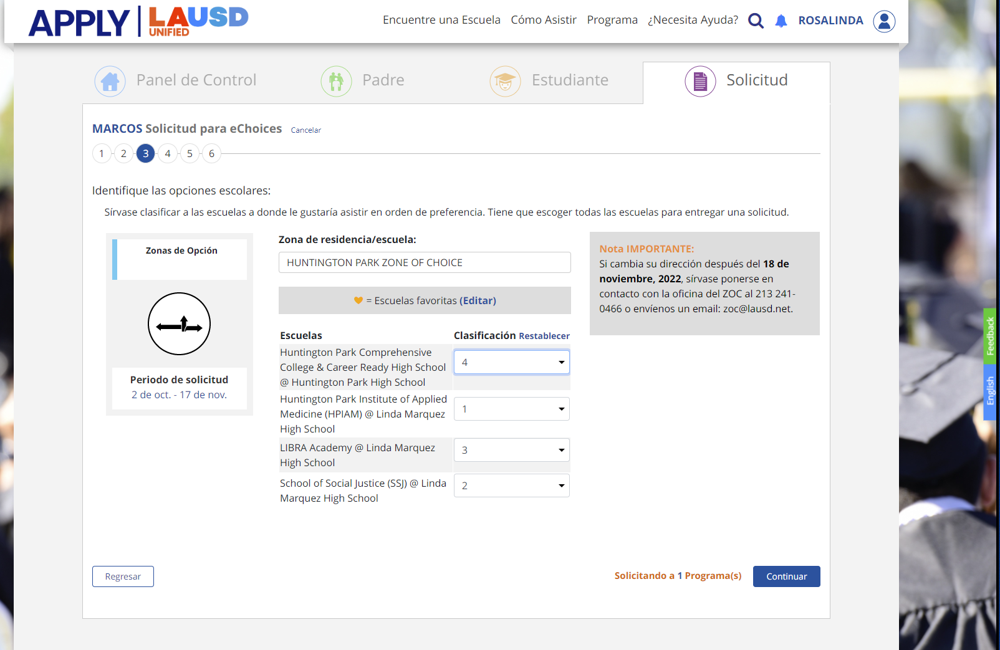 APPLY LAUSD UNIFIED
Encuentre una Escuela Cómo Asistir Programa ¿Necesita Ayuda? ROSALINDA
Panel de Control Padre Estudiante Solicitud
MARCOS Solicitud para eChoices Cancelar
1 2 3 4 5 6
Identifique las opciones escolares:
Sírvase clasificar a las escuelas a donde le gustaría asistir en orden de preferencia. Tiene que escoger todas las escuelas para entregar una solicitud.
Zonas de Opción
Periodo de solicitud
2 de oct. - 17 de nov.
Zona de residencia/escuela:
HUNTINGTON PARK ZONE OF CHOICE
= Escuelas favoritas (Editar)
Escuelas Clasificación Restablecer
Huntington Park Comprehensive
College & Career Ready High School
@ Huntington Park High School
4
Huntington Park Institute of Applied
Medicine (HPIAM) @ Linda Marquez
High School
1
LIBRA Academy @ Linda Marquez
High School
3
School of Social Justice (SSJ) @ Linda
Marquez High School
2
Nota IMPORTANTE:
Si cambia su dirección después del 18 de
noviembre, 2022, sírvase ponerse en
contacto con la oficina del ZOC al 213 241-
0466 o envíenos un email: zoc@lausd.net.
Feedback
English
Regresar
Solicitando a 1 Programa(s)
Continuar